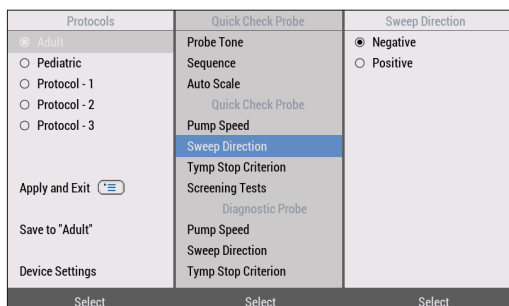 Protocols
Adult
Pediatric
Protocol - 1
Protocol - 2
Protocol - 3
Apply and Exit
Save to "Adult"
Device Settings
Select
Quick Check Probe
Probe Tone
Sequence
Auto Scale
Quick Check Probe
Pump Speed
Sweep Direction
Tymp Stop Criterion
Screening Tests
Diagnostic Probe
Pump Speed
Sweep Direction
Tymp Stop Criterion
Select
Sweep Direction
Negative
Positive
Select